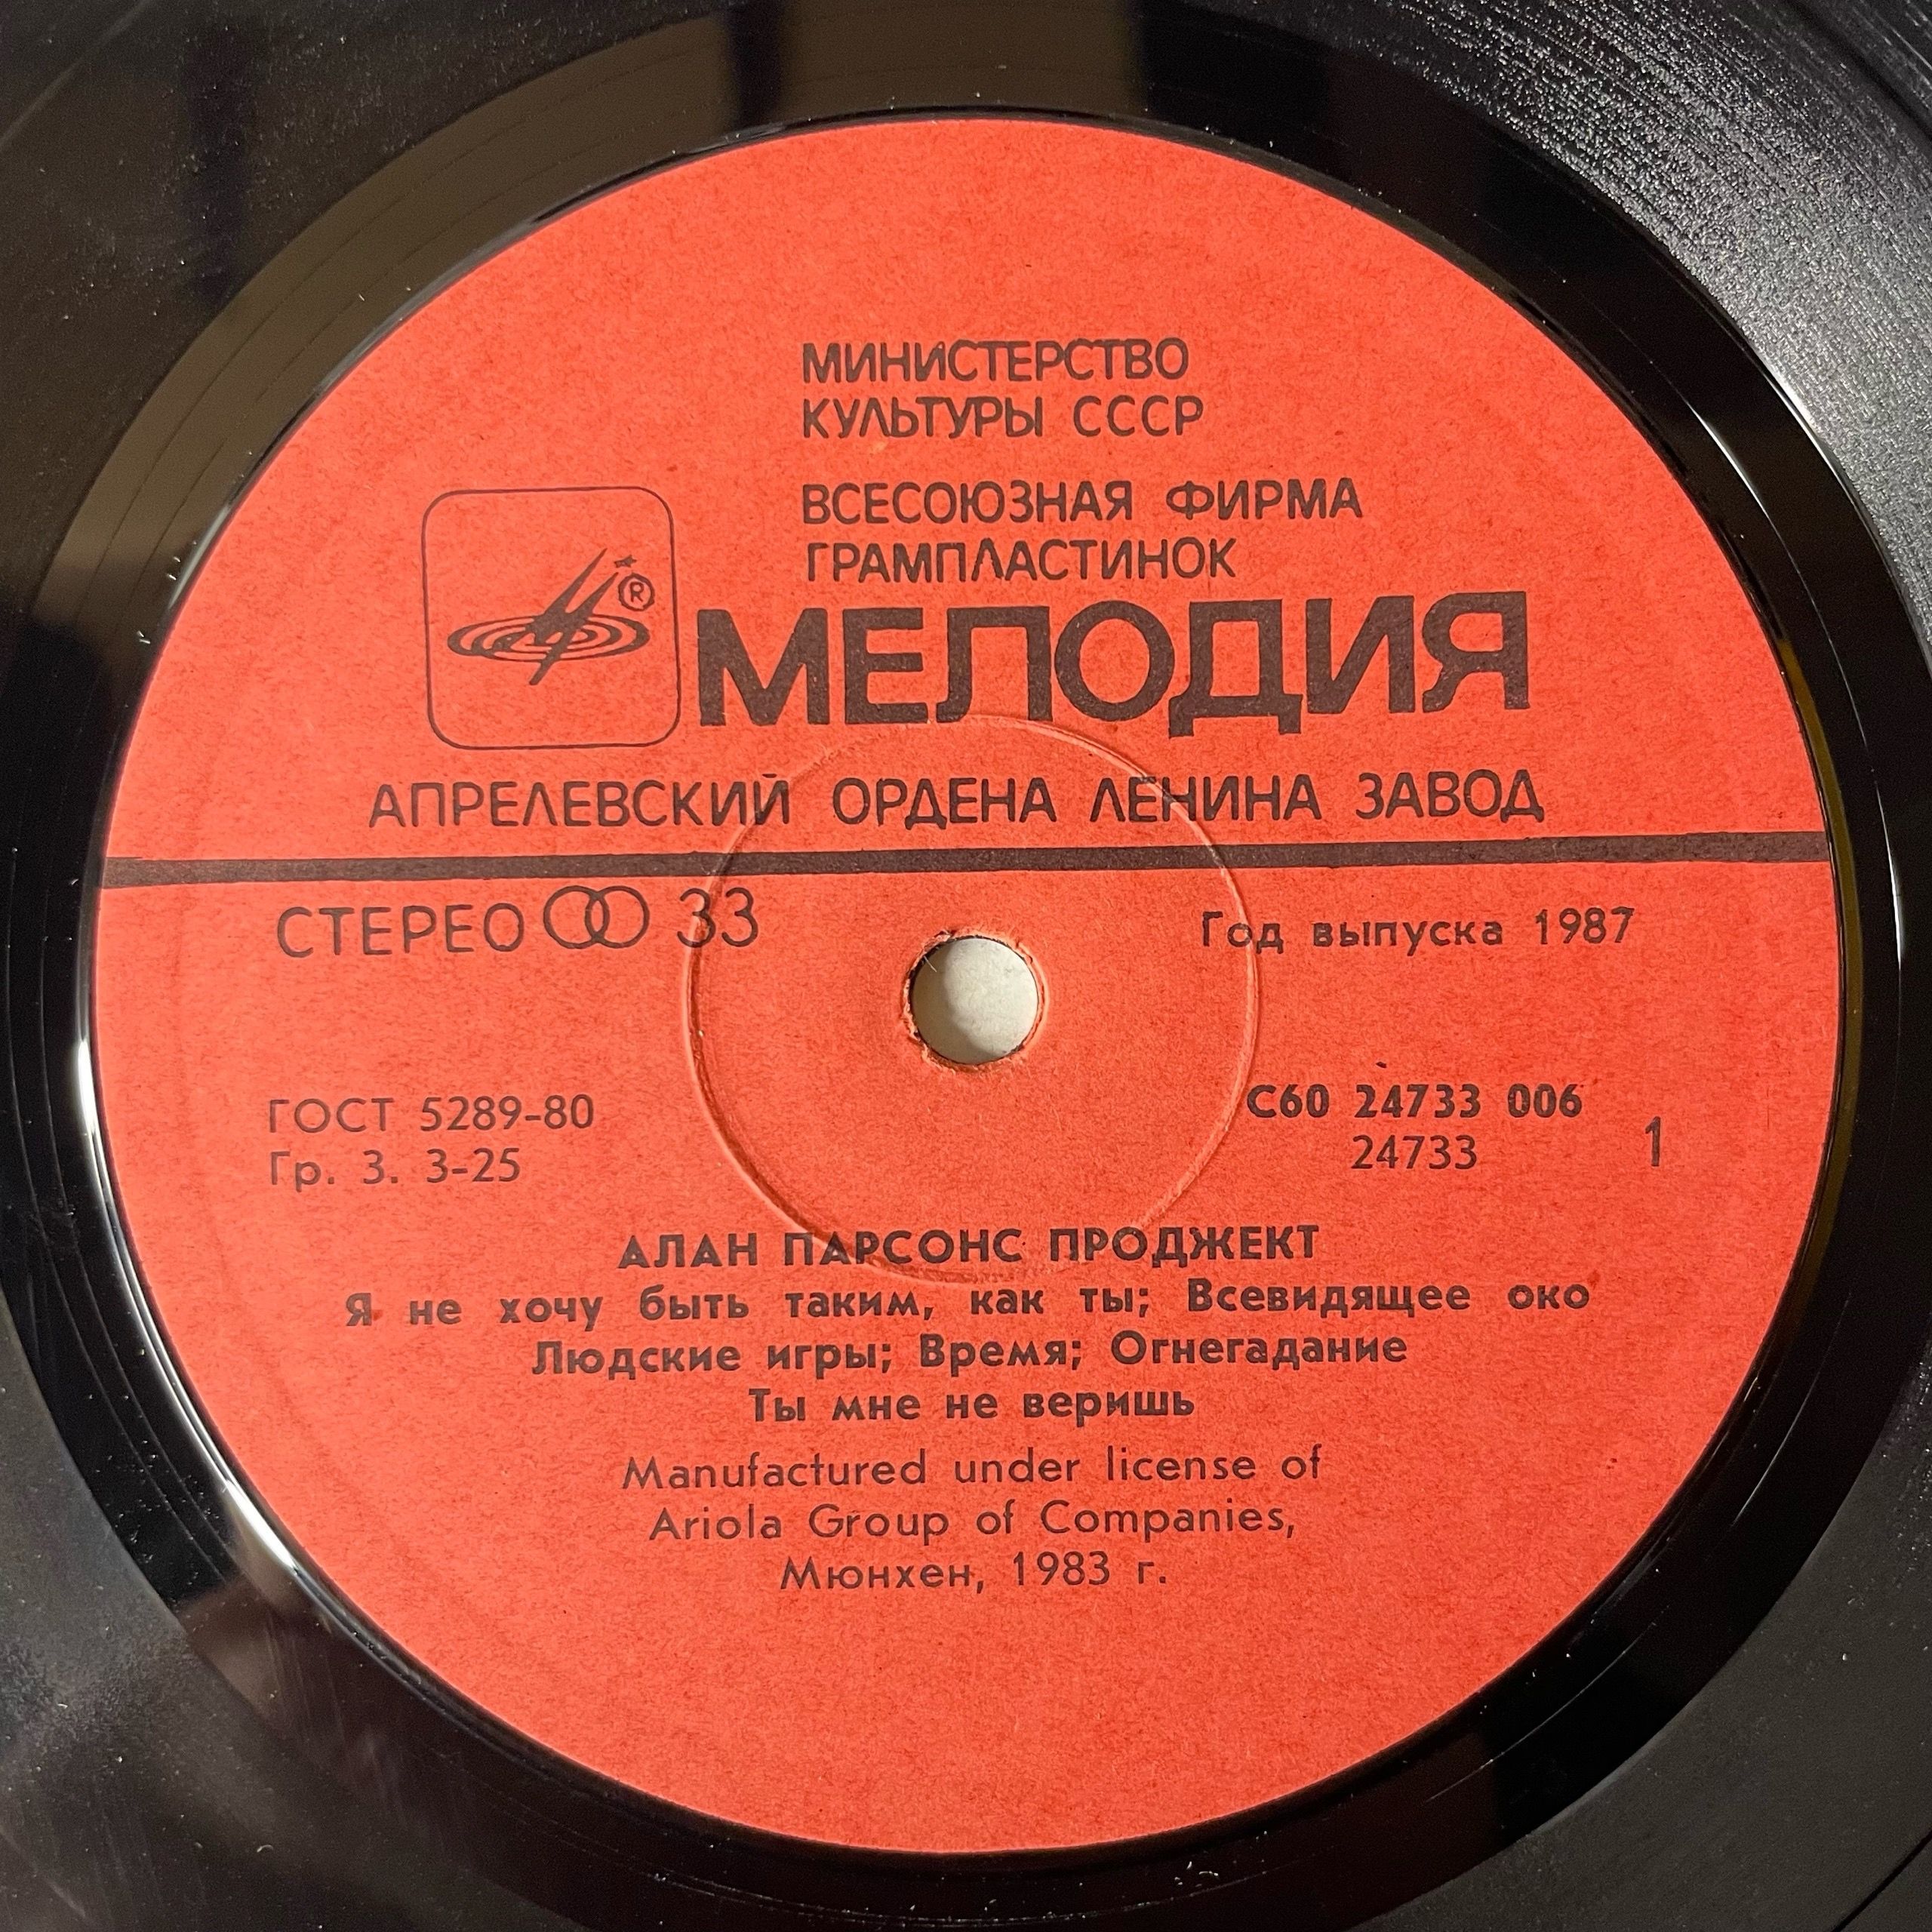 МИНИСТЕРСТВО
КУЛЬТУРЫ СССР
ВСЕСОЮЗНАЯ ФИРМА
ГРАМПЛАСТИНОК
®
МЕЛОДИЯ
АПРЕЛЕВСКИЙ ОРДЕНА ЛЕНИНА ЗАВОД
СТЕРЕО 33
Год выпуска 1987
ГОСТ 5289-80
Гр. 3. 3-25
С60 24733 006
24733
1
АЛАН ПАРСОНС ПРОДЖЕКТ
Я не хочу быть таким, как ты; Всевидящее око
Людские игры; Время; Огнегадание
Ты мне не веришь
Manufactured under license of
Ariola Group of Companies,
Мюнхен, 1983 г.